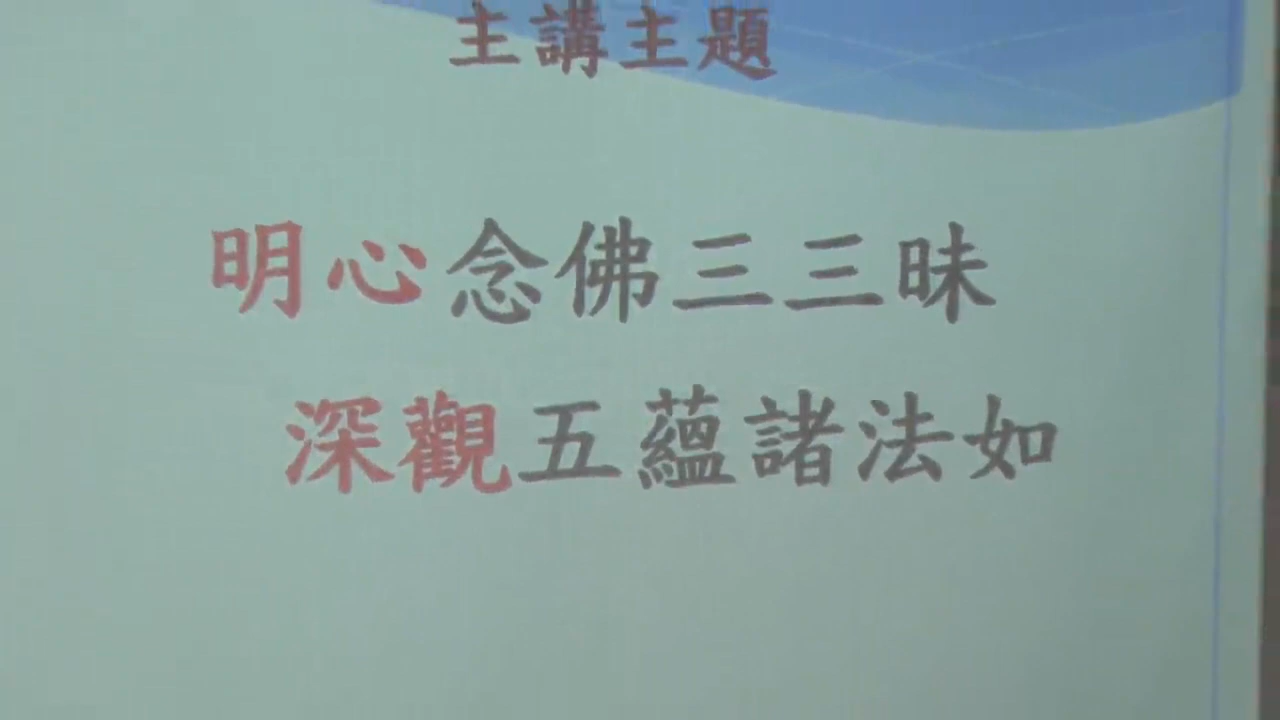 主講主題
明心念佛三三昧
深觀五蘊諸法如